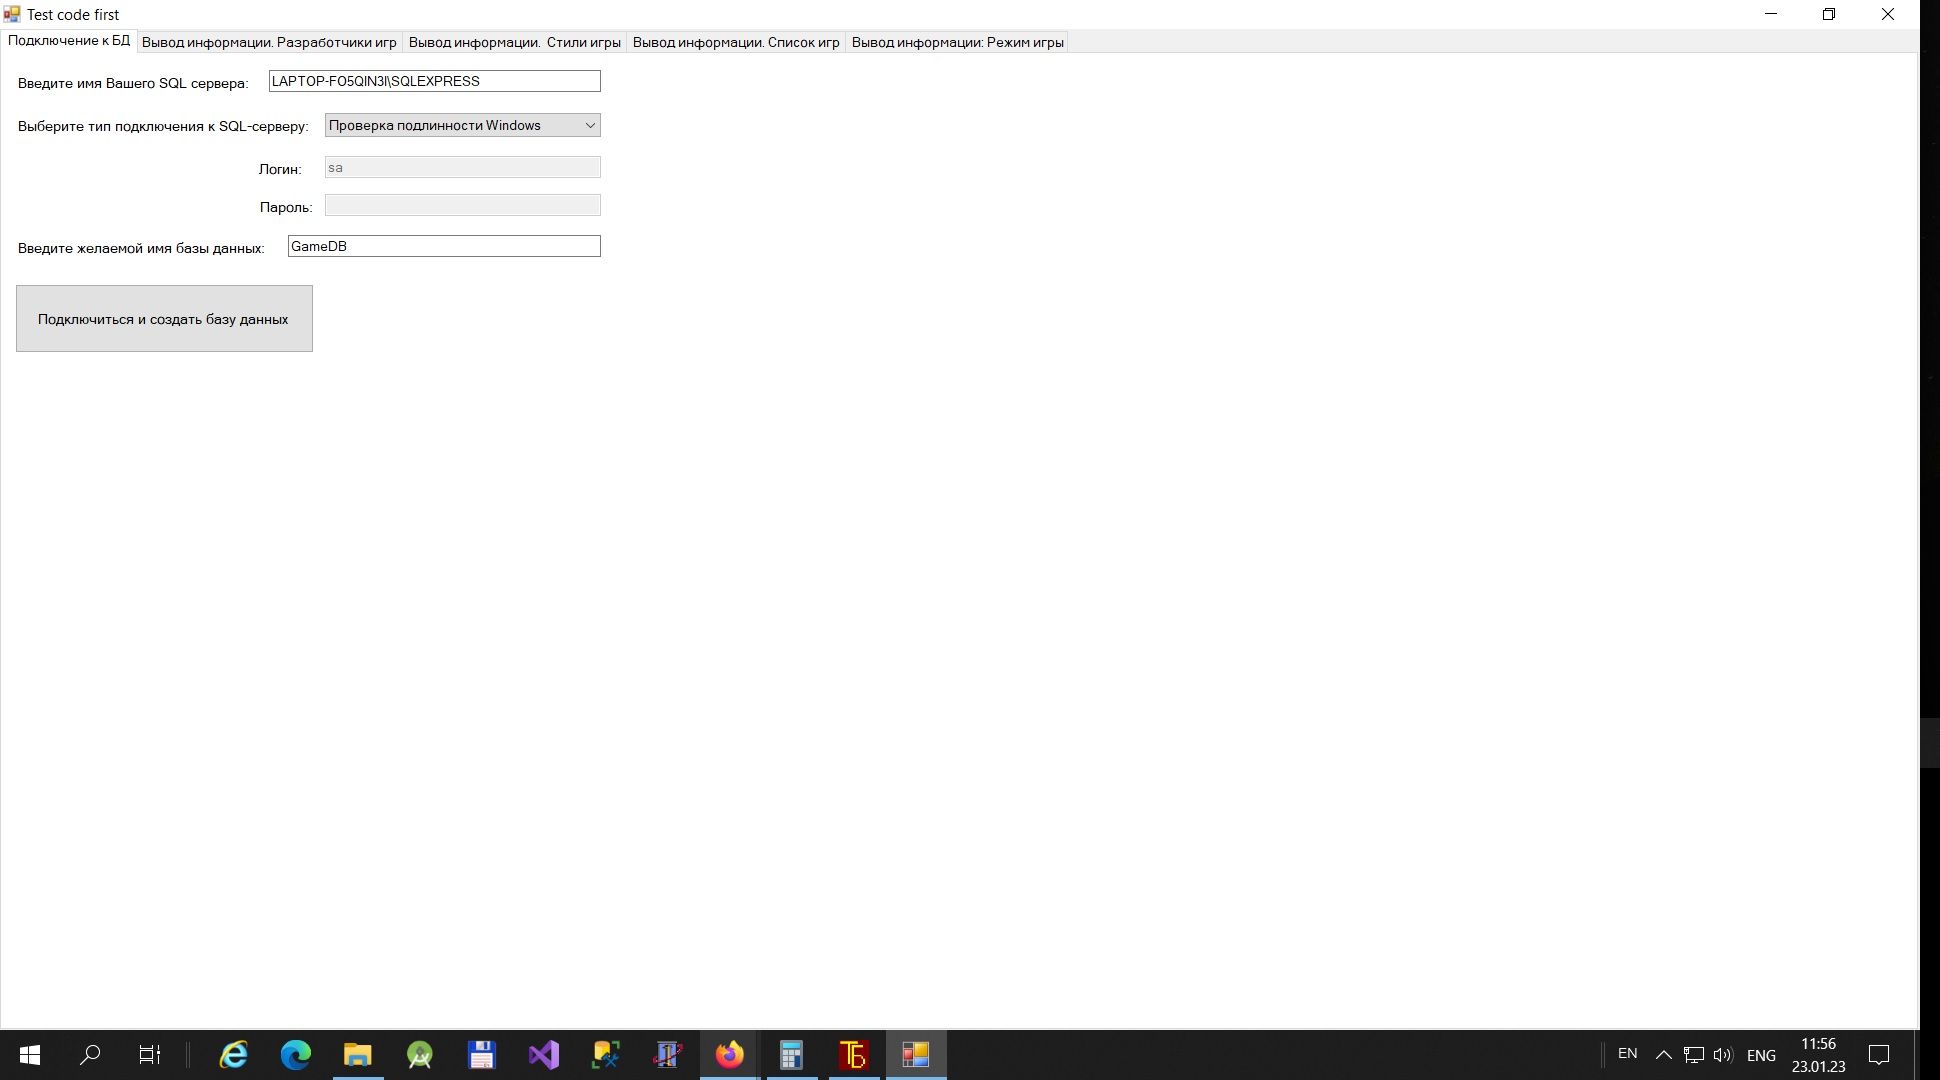 Test code first
Подключение к БД
Вывод информации. Разработчики игр
Вывод информации.  Стили игры
Вывод информации. Список игр
Вывод информации: Режим игры
Введите имя Вашего SQL сервера:
LAPTOP-FO5QIN3I\SQLEXPRESS
Выберите тип подключения к SQL-серверу:
Проверка подлинности Windows
Логин:
sa
Пароль:
Введите желаемой имя базы данных:
GameDB
Подключиться и создать базу данных
ТБ
EN
ENG
11:56
23.01.23